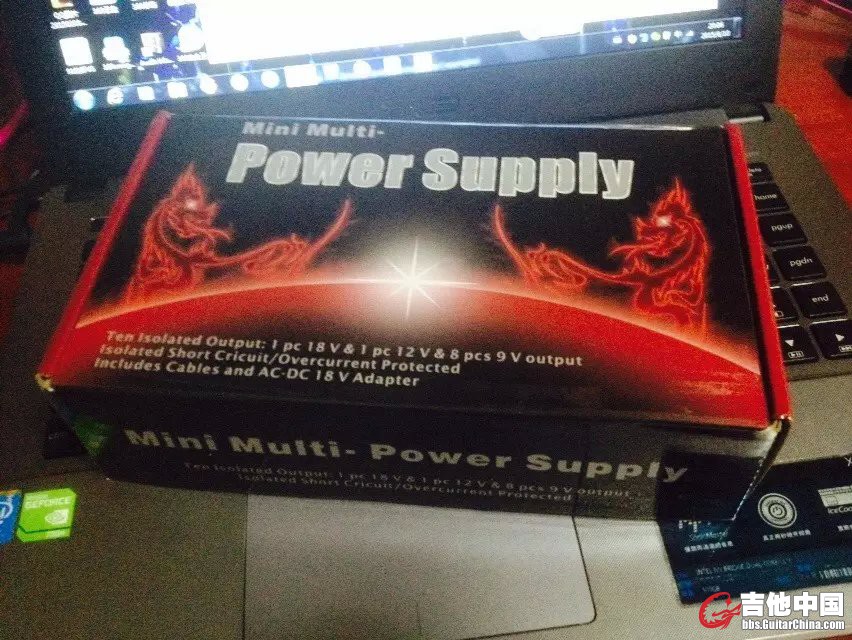 Mini Multi-
Power Supply
Ten Isolated Output: 1 pc 18 V & 1 pc 12 V & 8 pcs 9 V output
Isolated Short Cricuit/Overcurrent Protected
Includes Cables and AC-DC 18 V Adapter
Mini Multi- Power Supply
Ten Isolated Output: 1 pc 18 V & 1 pc 12 V & 8 pcs 9 V output
Isolated Short Cricuit/Overcurrent Protected
home
pgup
pgdn
end
GEFORCE
IceCool
吉他中国
bbs.GuitarChina.com